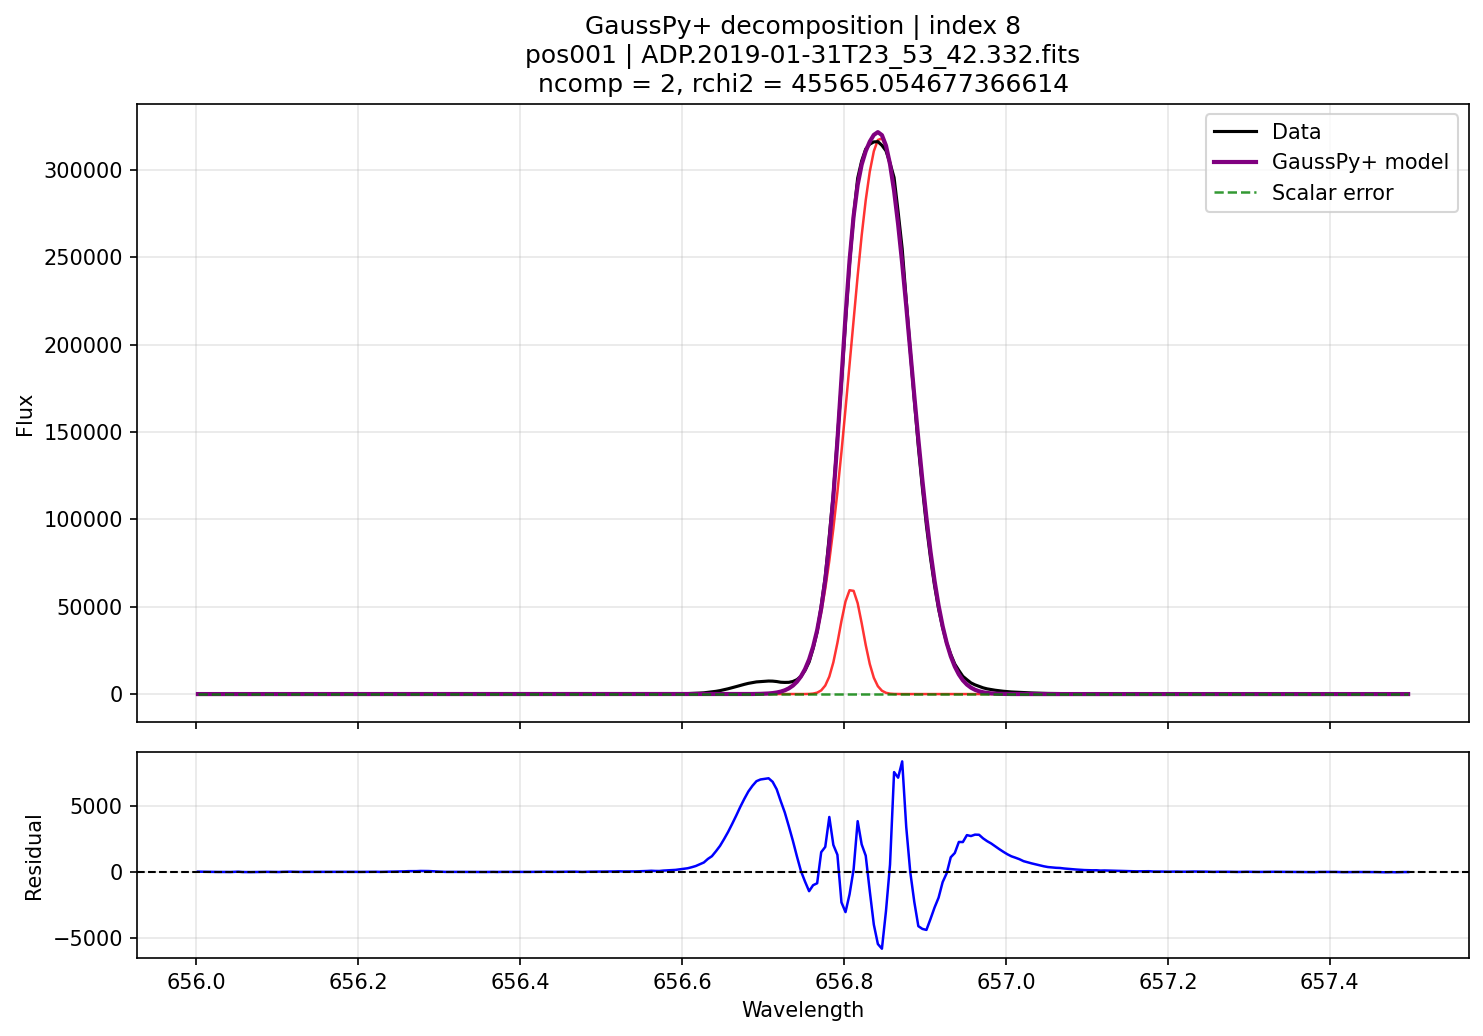 GaussPy+ decomposition | index 8
pos001 | ADP.2019-01-31T23_53_42.332.fits
ncomp = 2, rchi2 = 45565.054677366614
Data
GaussPy+ model
Scalar error
Flux
300000
250000
200000
150000
100000
50000
0
Residual
5000
0
−5000
656.0
656.2
656.4
656.6
656.8
657.0
657.2
657.4
Wavelength